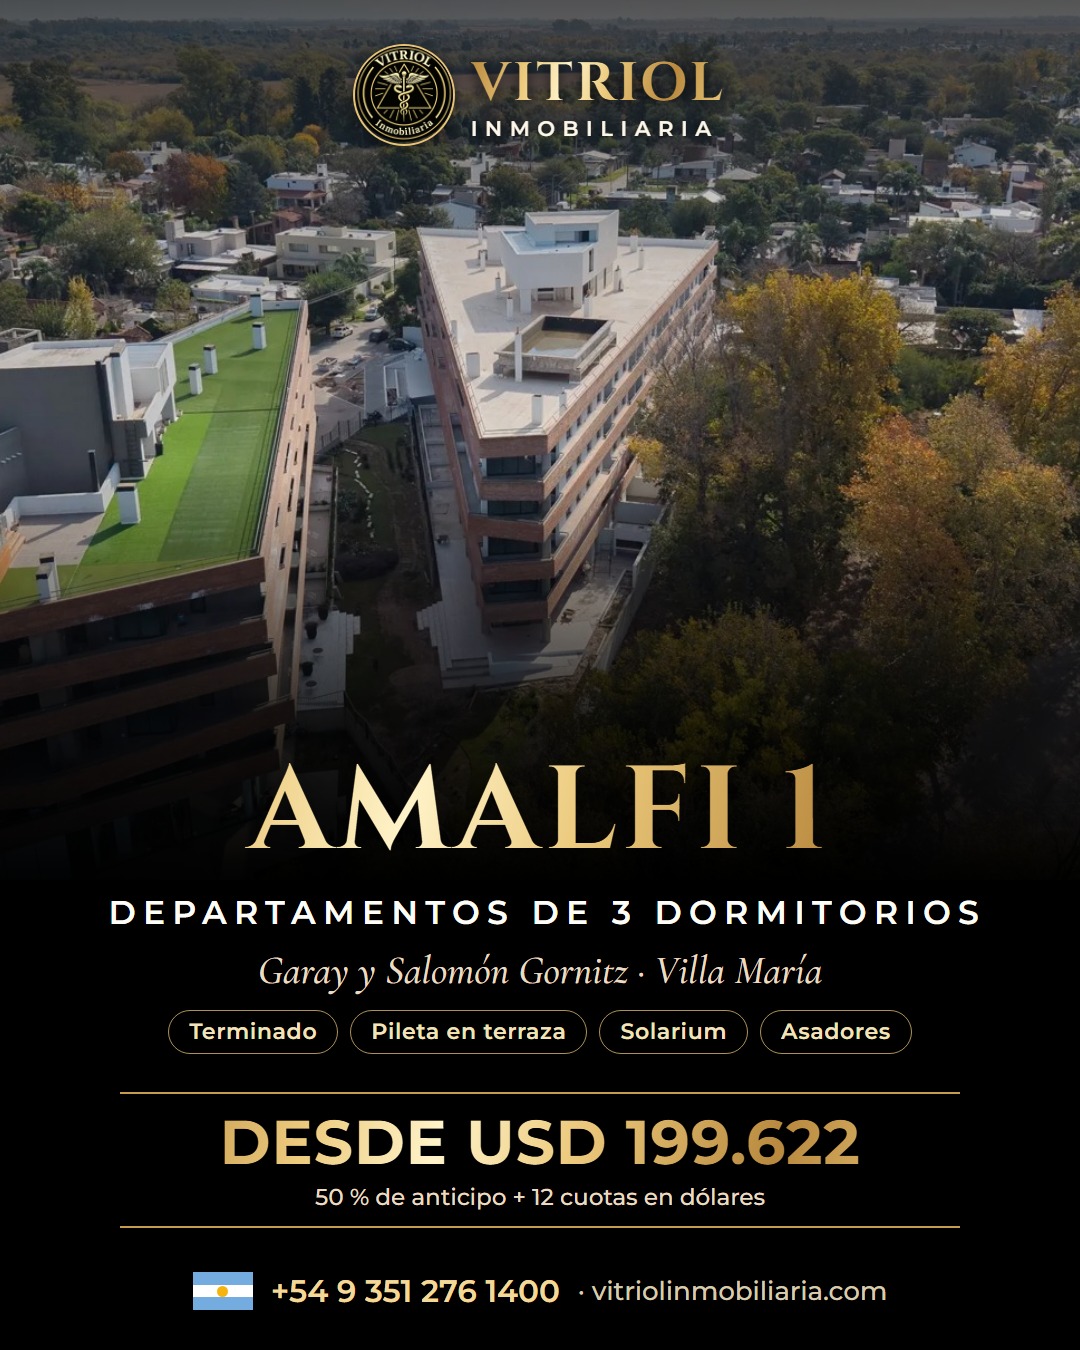 VITRIOL
Inmobiliaria
VITRIOL
INMOBILIARIA
AMALFI 1
DEPARTAMENTOS DE 3 DORMITORIOS
Garay y Salomón Gornitz · Villa María
Terminado Pileta en terraza Solarium Asadores
DESDE USD 199.622
50 % de anticipo + 12 cuotas en dólares
+54 9 351 276 1400 · vitriolinmobiliaria.com